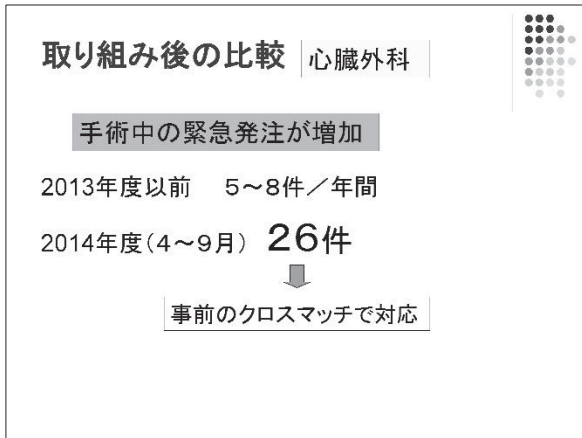 取り組み後の比較 心臓外科
手術中の緊急発注が増加
2013年度以前　5～8件／年間
2014年度（4～9月） 26件
事前のクロスマッチで対応